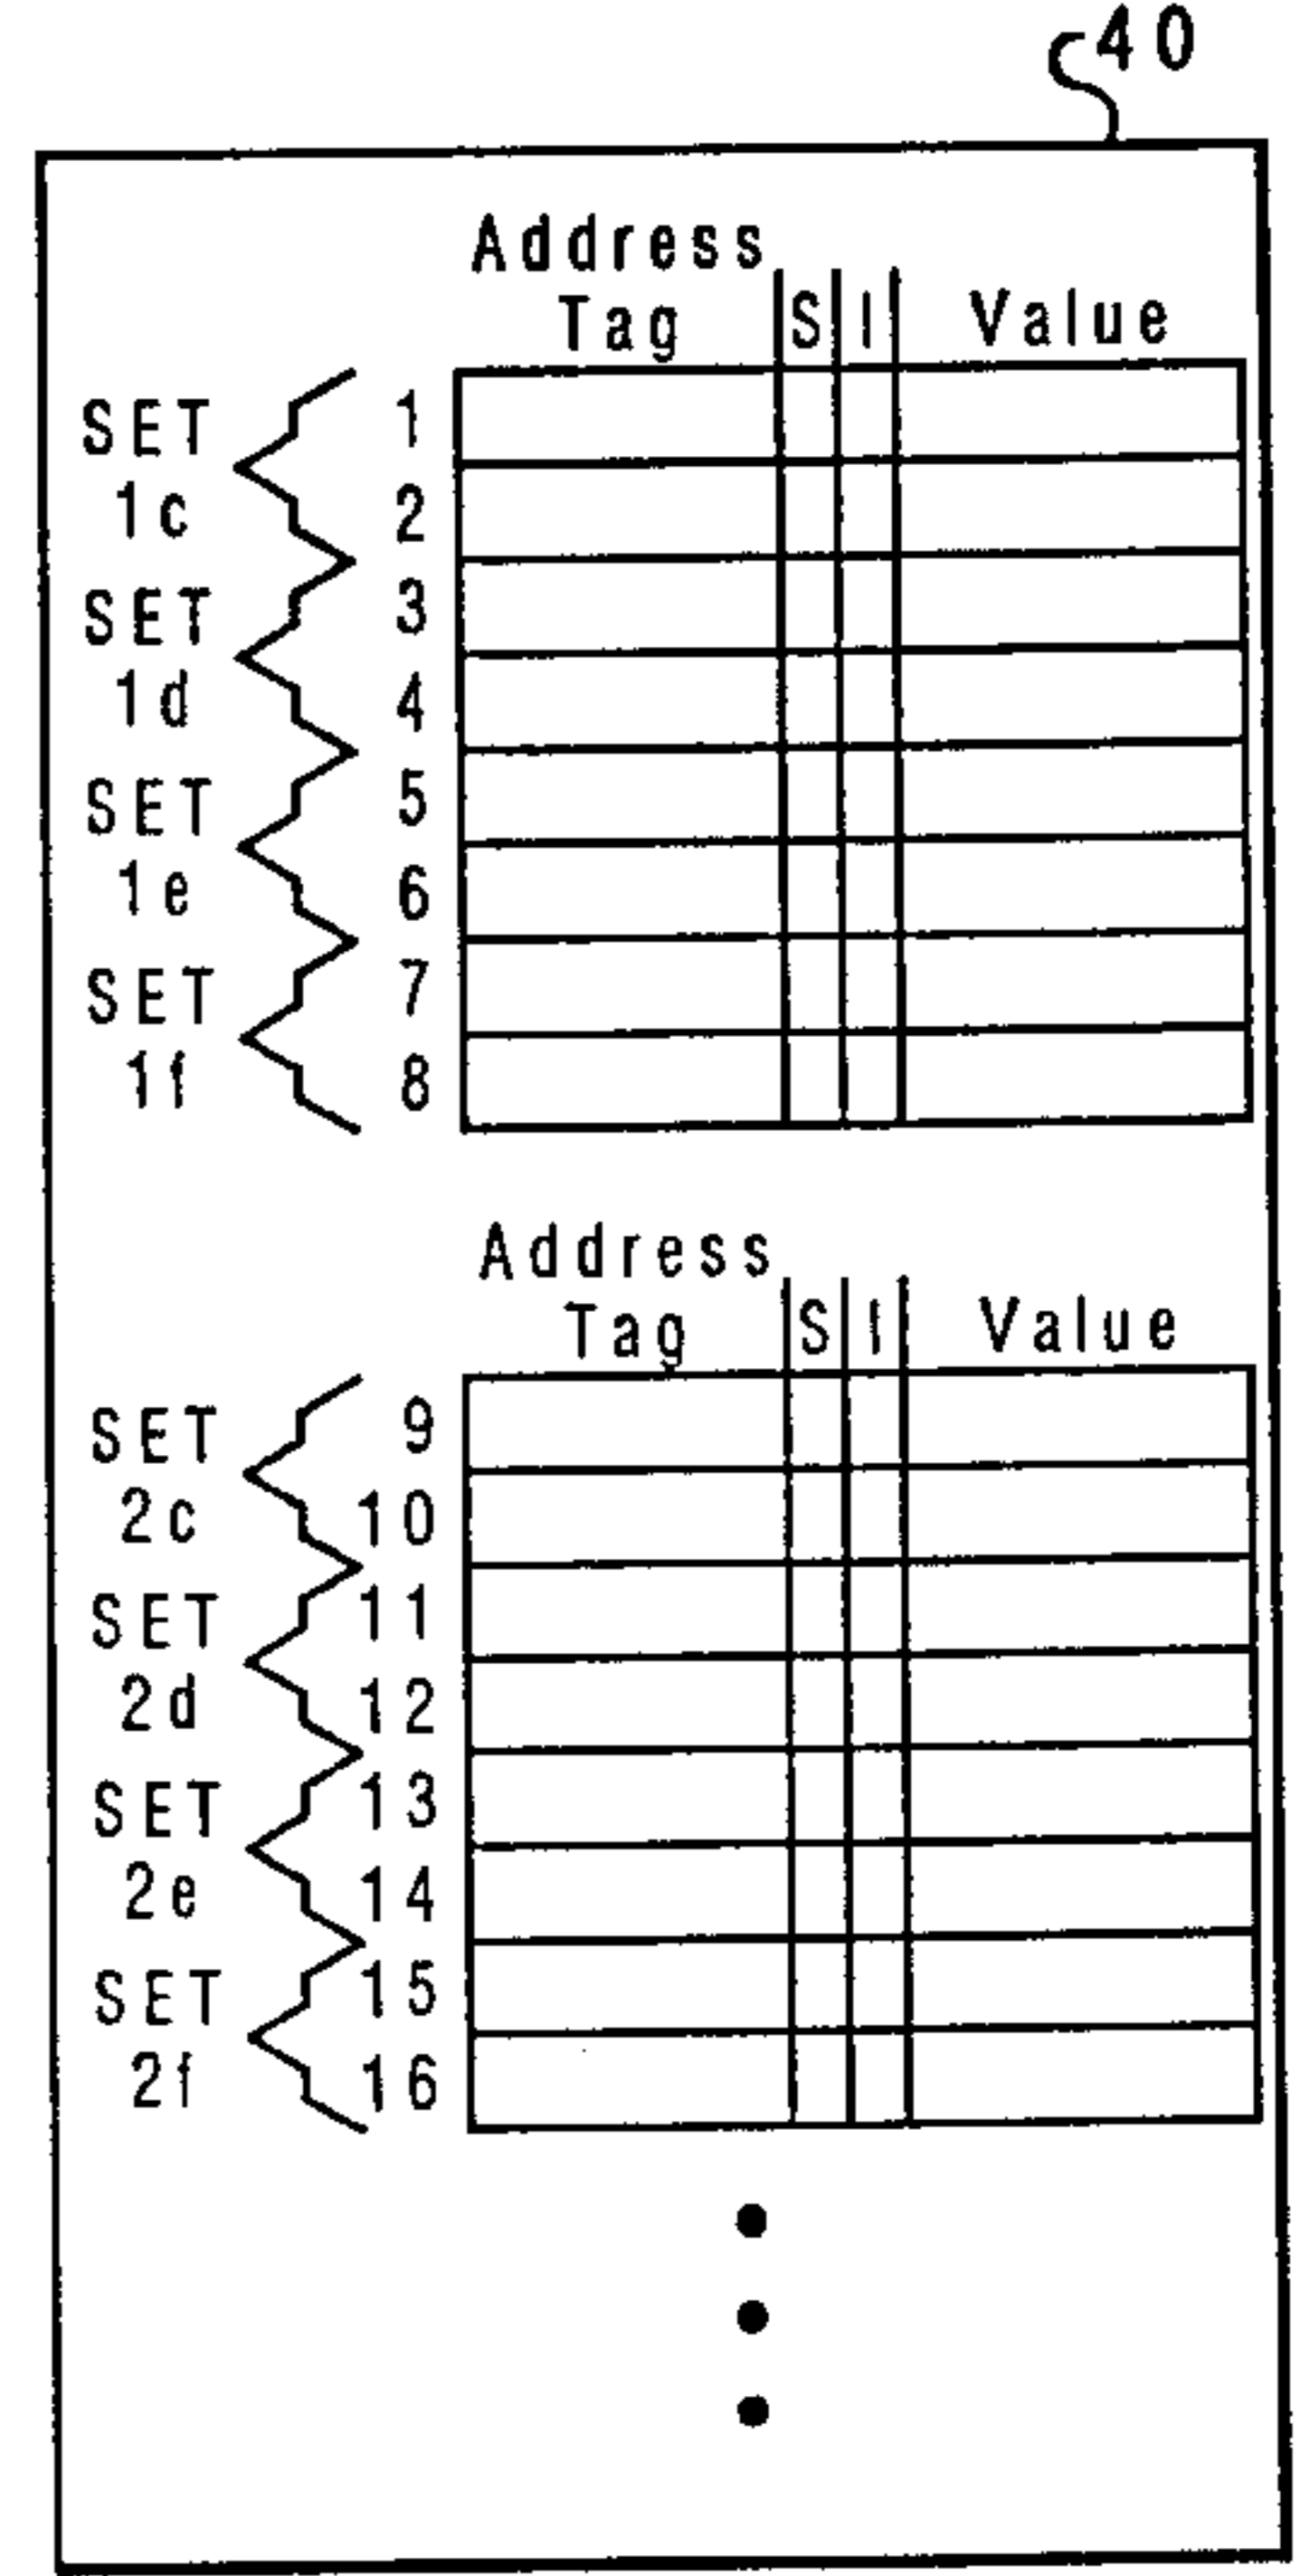 40
Address
Tag S I Value
SET 1
1c 2
SET 3
1d 4
SET 5
1e 6
SET 7
1f 8
Address
Tag S I Value
SET 9
2c 10
SET 11
2d 12
SET 13
2e 14
SET 15
2f 16